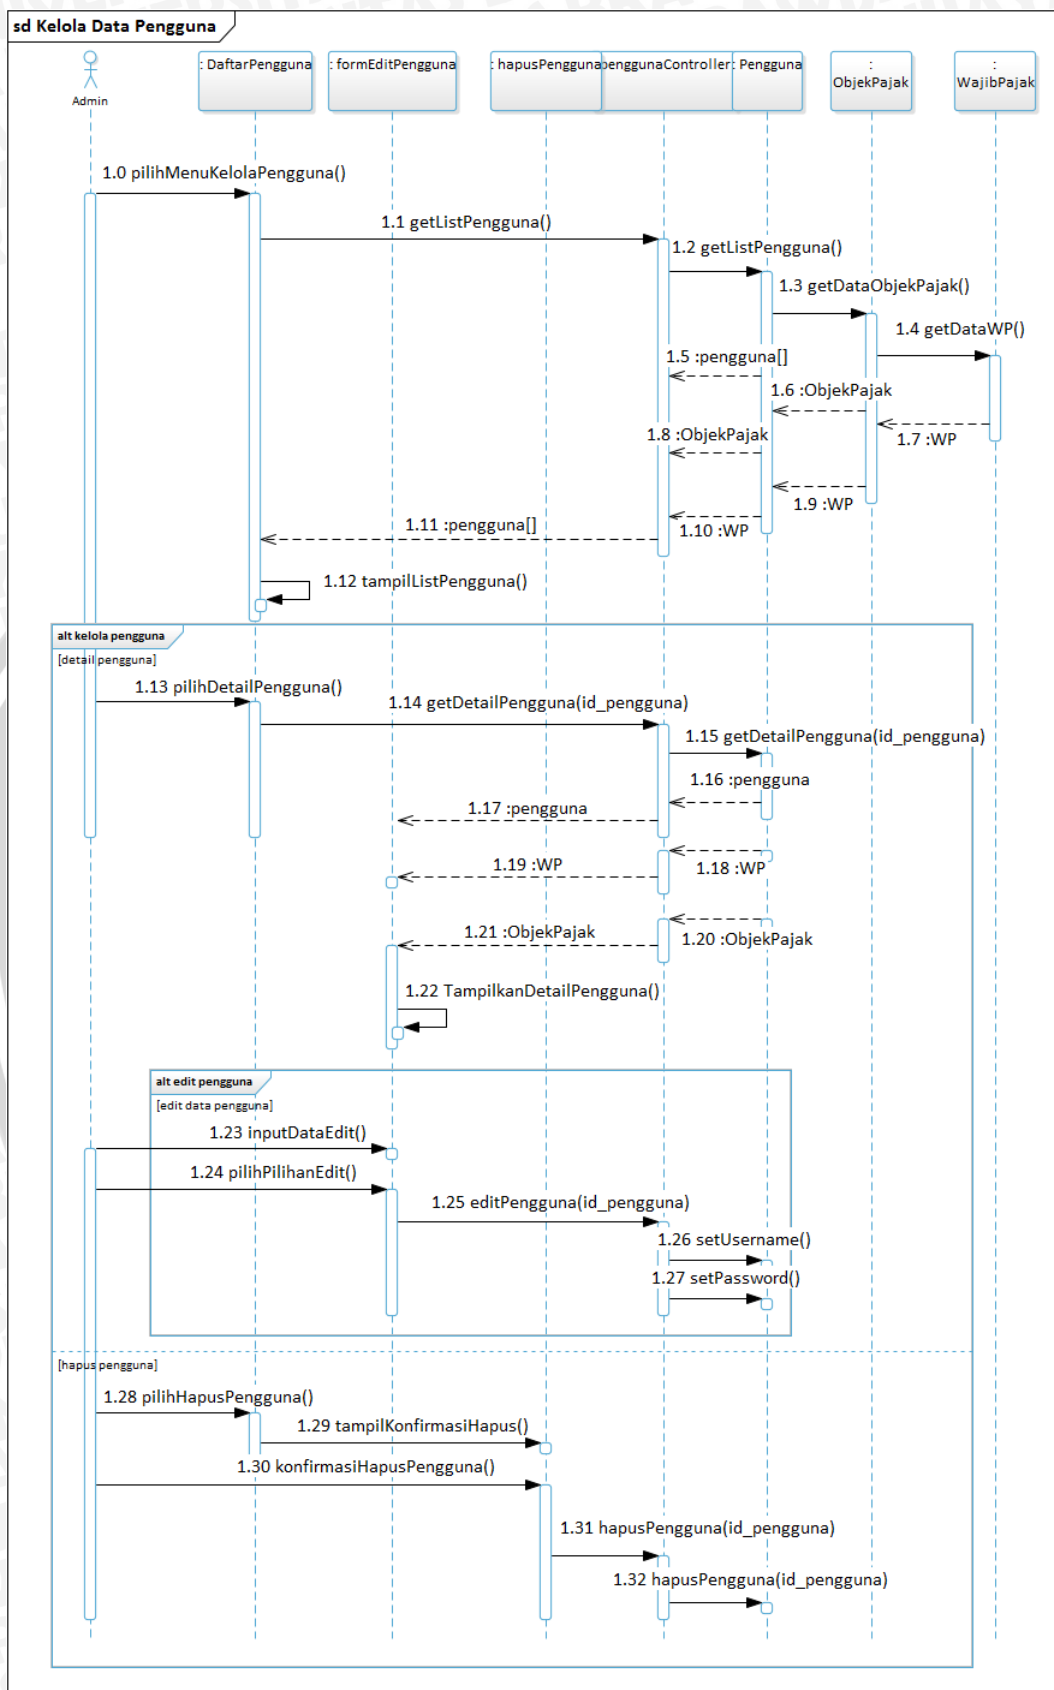 sd Kelola Data Pengguna
Admin
: DaftarPengguna
: formEditPengguna
: hapusPengguna
penggunaController
: Pengguna
:
ObjekPajak
:
WajibPajak
1.0 pilihMenuKelolaPengguna()
1.1 getListPengguna()
1.2 getListPengguna()
1.3 getDataObjekPajak()
1.4 getDataWP()
1.5 :pengguna[]
1.6 :ObjekPajak
1.7 :WP
1.8 :ObjekPajak
1.9 :WP
1.10 :WP
1.11 :pengguna[]
1.12 tampilListPengguna()
alt kelola pengguna
[detail pengguna]
1.13 pilihDetailPengguna()
1.14 getDetailPengguna(id_pengguna)
1.15 getDetailPengguna(id_pengguna)
1.16 :pengguna
1.17 :pengguna
1.18 :WP
1.19 :WP
1.20 :ObjekPajak
1.21 :ObjekPajak
1.22 TampilkanDetailPengguna()
alt edit pengguna
[edit data pengguna]
1.23 inputDataEdit()
1.24 pilihPilihanEdit()
1.25 editPengguna(id_pengguna)
1.26 setUsername()
1.27 setPassword()
[hapus pengguna]
1.28 pilihHapusPengguna()
1.29 tampilKonfirmasiHapus()
1.30 konfirmasiHapusPengguna()
1.31 hapusPengguna(id_pengguna)
1.32 hapusPengguna(id_pengguna)